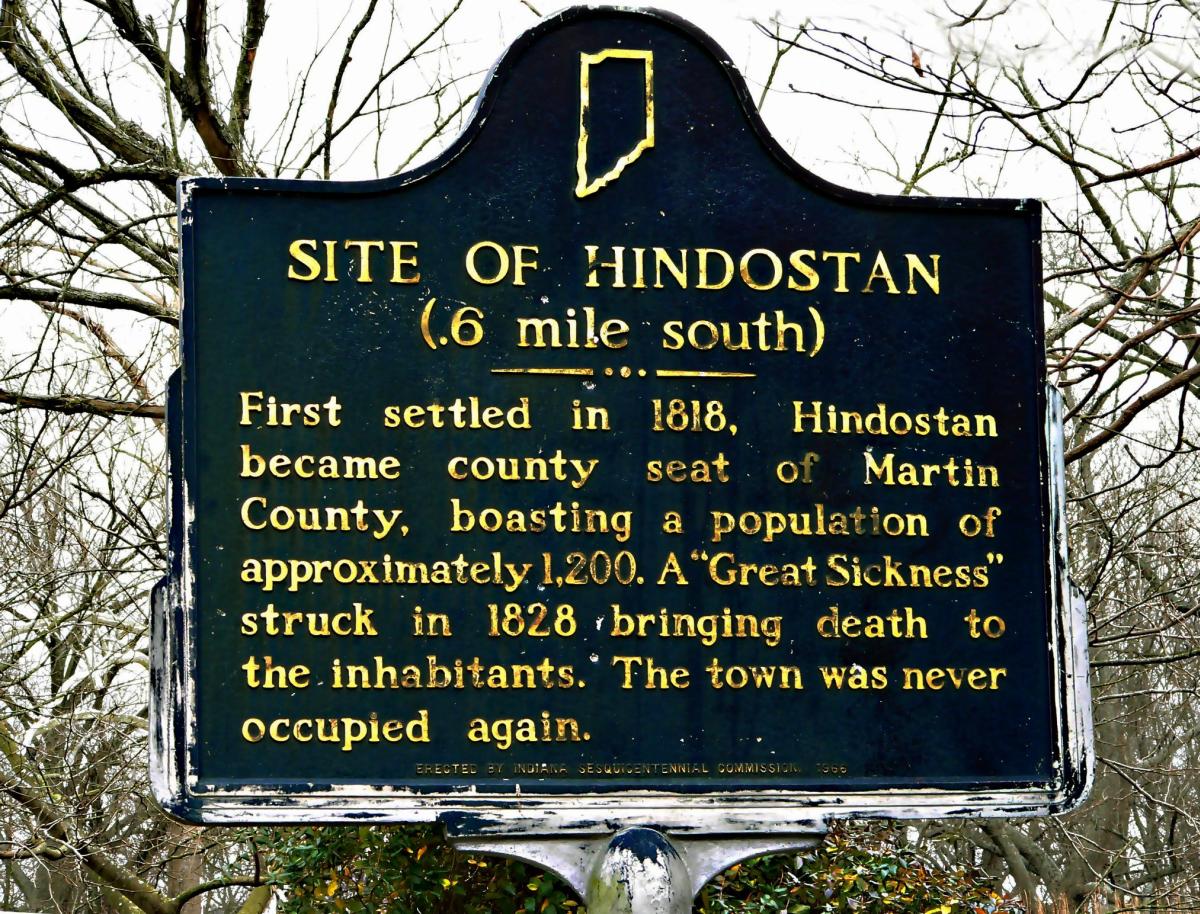 SITE OF HINDOSTAN
(.6 mile south)
First settled in 1818, Hindostan
became county seat of Martin
County, boasting a population of
approximately 1,200. A “Great Sickness”
struck in 1828 bringing death to
the inhabitants. The town was never
occupied again.
ERECTED BY INDIANA SESQUICENTENNIAL COMMISSION, 1966